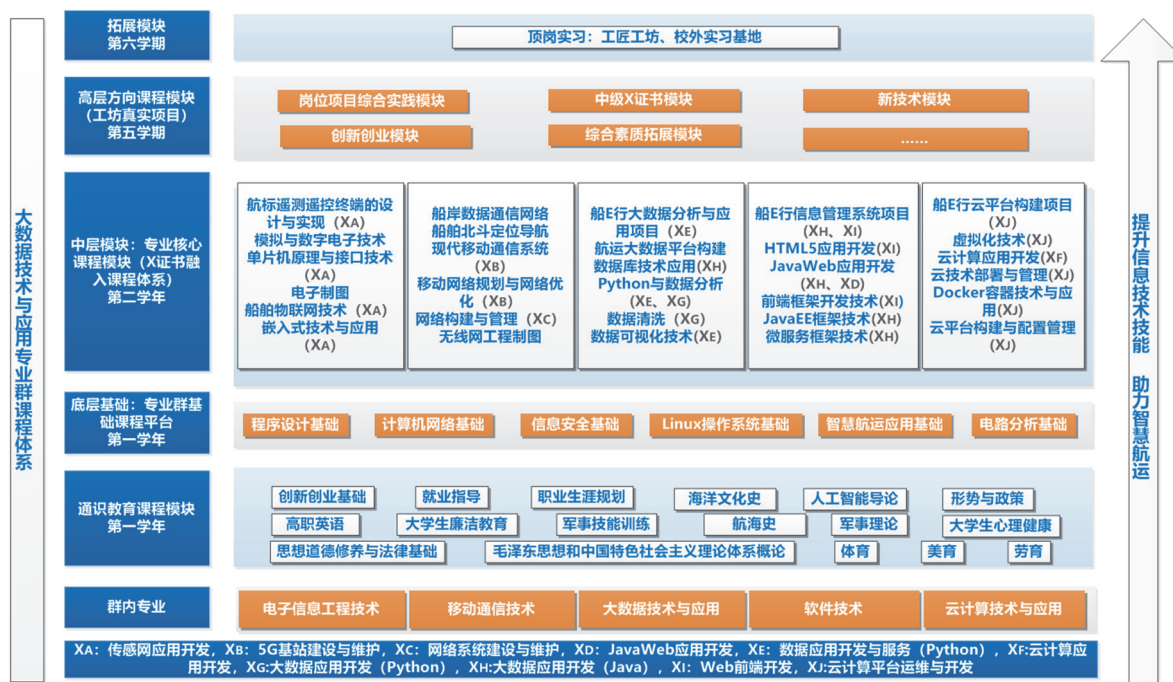 大数据技术与应用专业群课程体系
拓展模块
第六学期
顶岗实习：工匠工坊、校外实习基地
高层方向课程模块
（工坊真实项目）
第五学期
岗位项目综合实践模块
中级X证书模块
新技术模块
创新创业模块
综合素质拓展模块
……
中层模块：专业核心
课程模块（X证书融
入课程体系）
第二学年
航标遥测遥控终端的设
计与实现（XA）
模拟与数字电子技术
单片机原理与接口技术
（XA）
电子制图
船舶物联网技术（XA）
嵌入式技术与应用
（XA）
船岸数据通信网络
船舶北斗定位导航
现代移动通信系统
（XB）
移动网络规划与网络优
化（XB）
网络构建与管理（XC）
无线网工程制图
船E行大数据分析与应
用项目（XE）
航运大数据平台构建
数据库技术应用(XH)
Python与数据分析
（XE、XG）
数据清洗（XG）
数据可视化技术(XE)
船E行信息管理系统项目
（XH、XI）
HTML5应用开发(XI)
JavaWeb应用开发
（XH、XD）
前端框架开发技术(XI)
JavaEE框架技术(XH)
微服务框架技术(XH)
船E行云平台构建项目
(XJ)
虚拟化技术(XJ)
云计算应用开发(XF)
云技术部署与管理(XJ)
Docker容器技术与应
用(XJ)
云平台构建与配置管理
(XJ)
底层基础：专业群基
础课程平台
第一学年
程序设计基础
计算机网络基础
信息安全基础
Linux操作系统基础
智慧航运应用基础
电路分析基础
通识教育课程模块
第一学年
创新创业基础
就业指导
职业生涯规划
海洋文化史
人工智能导论
形势与政策
高职英语
大学生廉洁教育
军事技能训练
航海史
军事理论
大学生心理健康
思想道德修养与法律基础
毛泽东思想和中国特色社会主义理论体系概论
体育
美育
劳育
群内专业
电子信息工程技术
移动通信技术
大数据技术与应用
软件技术
云计算技术与应用
XA：传感网应用开发，XB：5G基站建设与维护，XC：网络系统建设与维护，XD：JavaWeb应用开发，XE：数据应用开发与服务（Python），XF:云计算应
用开发，XG:大数据应用开发（Python），XH:大数据应用开发（Java），XI：Web前端开发，XJ:云计算平台运维与开发
提升信息技术技能 助力智慧航运